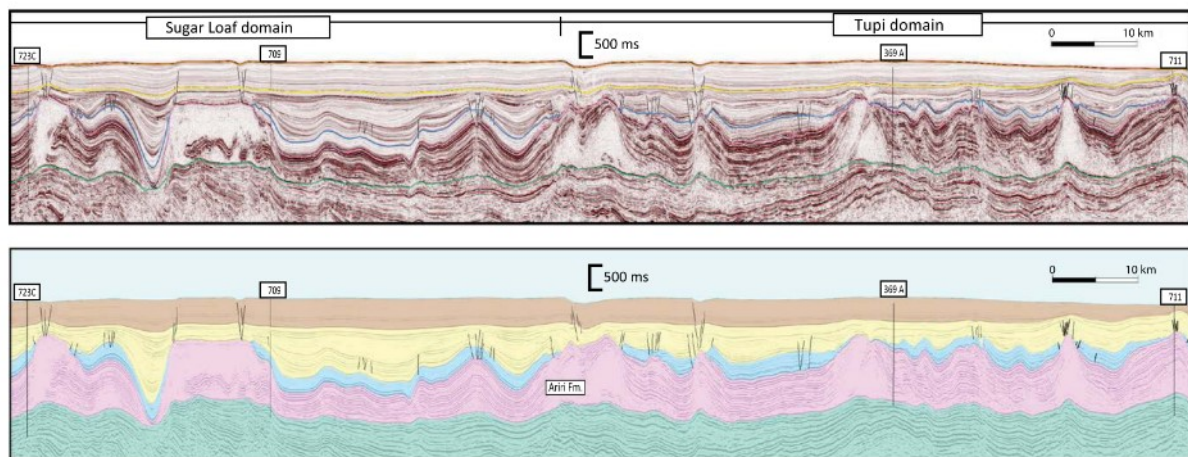 Sugar Loaf domain
Tupi domain
723C
709
500 ms
369 A
0 10 km
711
723C
709
500 ms
369 A
0 10 km
711
Ariri Fm.